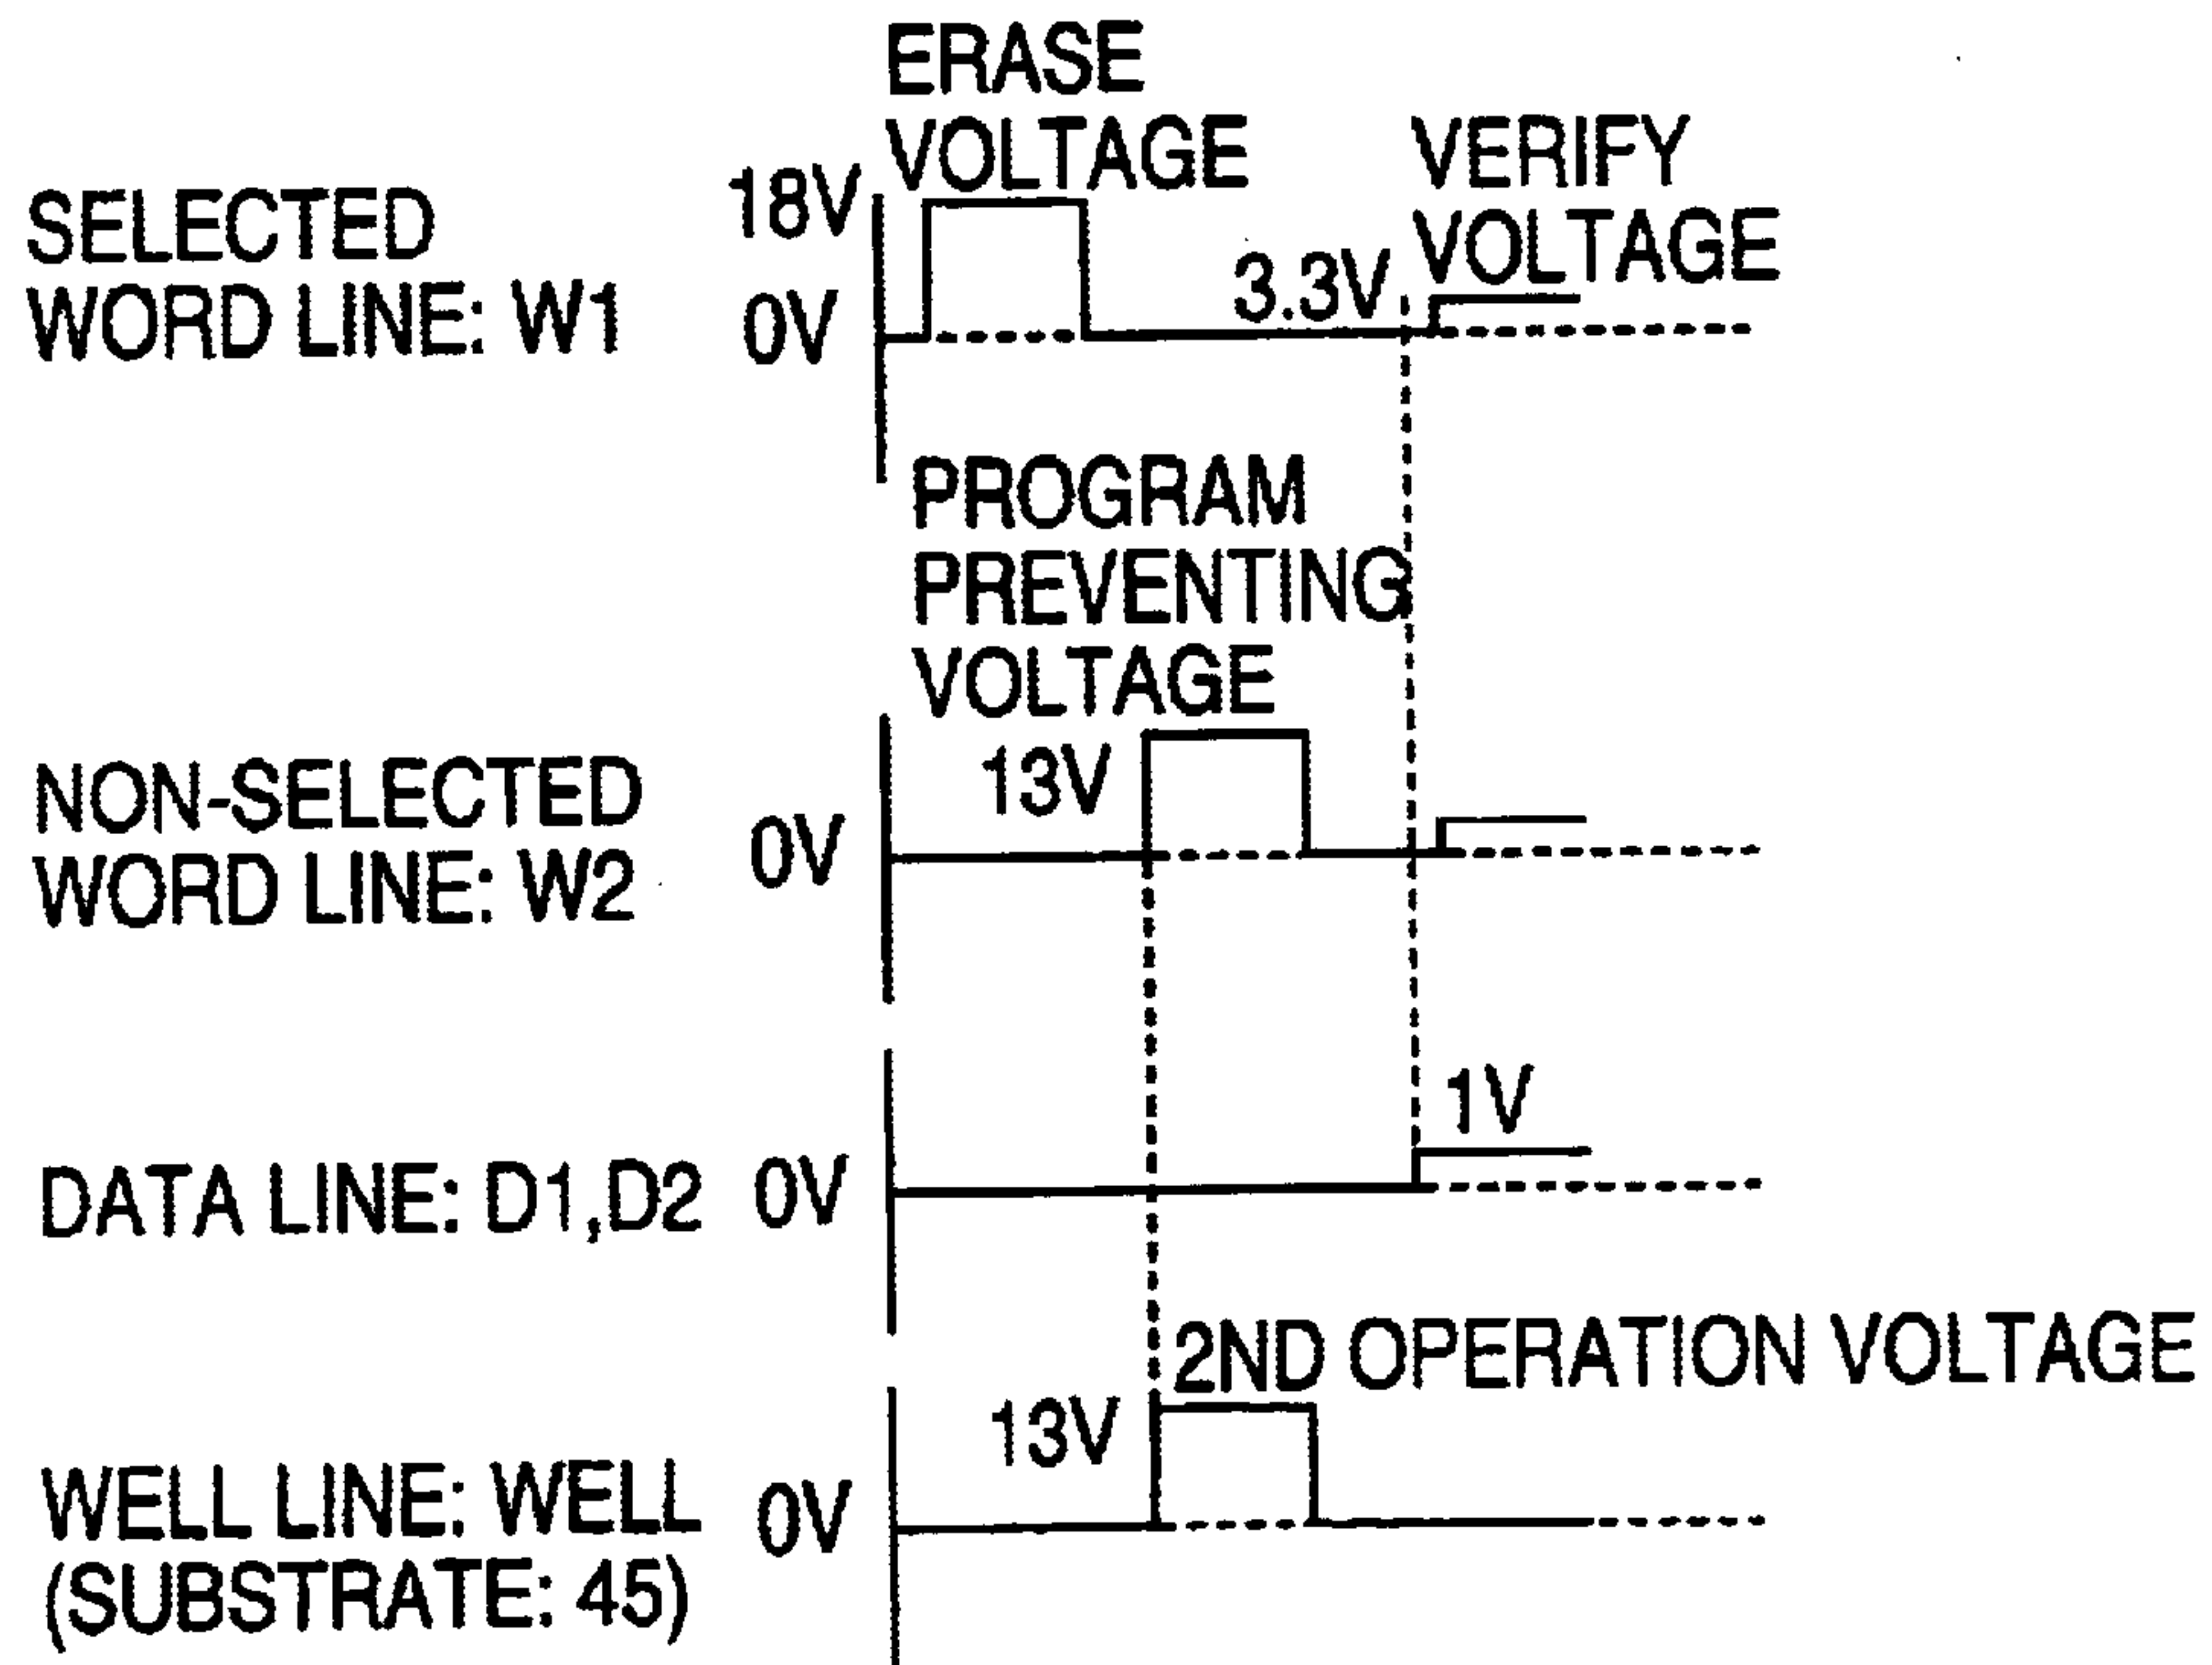 ERASE
VOLTAGE
VERIFY
VOLTAGE
SELECTED
WORD LINE: W1
18V
0V
3.3V
PROGRAM
PREVENTING
VOLTAGE
13V
NON-SELECTED
WORD LINE: W2
0V
1V
DATA LINE: D1,D2
0V
2ND OPERATION VOLTAGE
13V
WELL LINE: WELL
(SUBSTRATE: 45)
0V